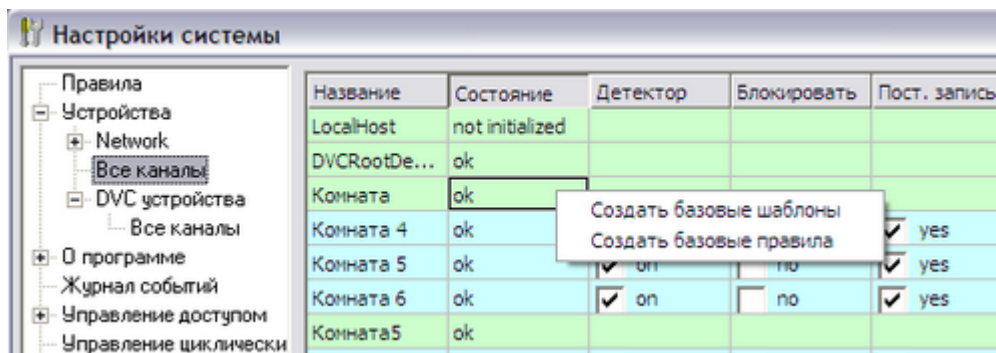 Настройки системы
Правила
Устройства
Network
Все каналы
DVC устройства
Все каналы
О программе
Журнал событий
Управление доступом
Управление циклически
Название Состояние Детектор Блокировать Пост. запись
LocalHost not initialized
DVCRootDe... ok
Комната ok
Комната 4 ok yes
Комната 5 ok on no yes
Комната 6 ok on no yes
Комната5 ok
Создать базовые шаблоны
Создать базовые правила